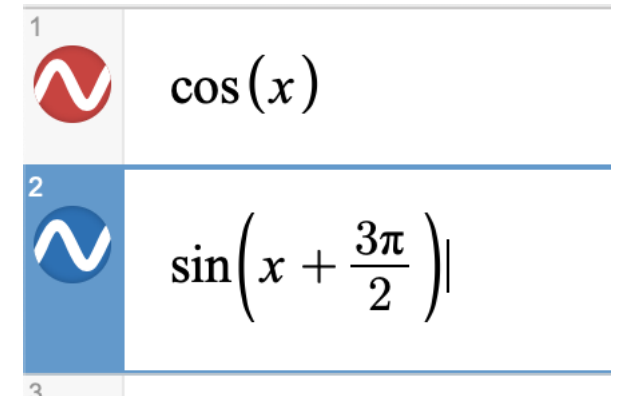 1
cos(x)
2
sin(x + 3π/2)
3